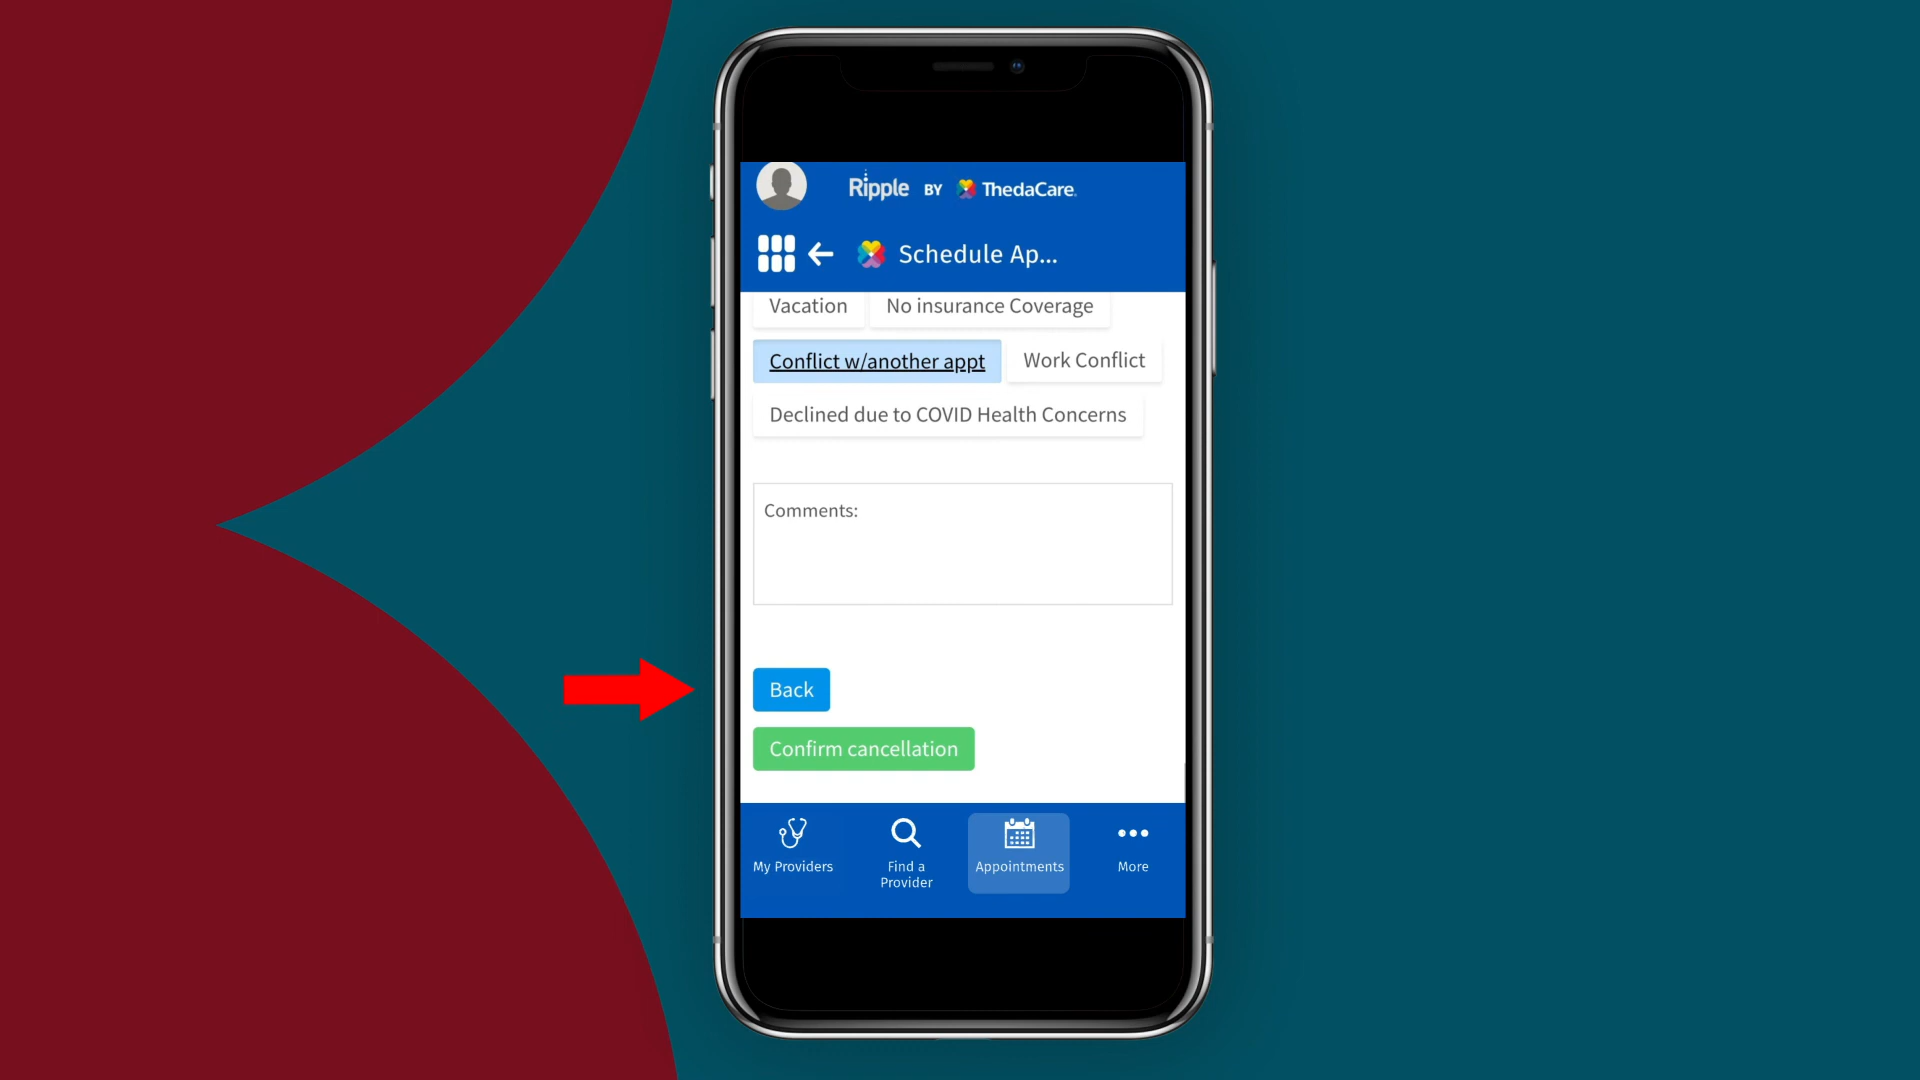 Ripple BY ThedaCare.
Schedule Ap...
Vacation No insurance Coverage
Conflict w/another appt Work Conflict
Declined due to COVID Health Concerns
Comments:
Back
Confirm cancellation
My Providers Find a Provider Appointments More